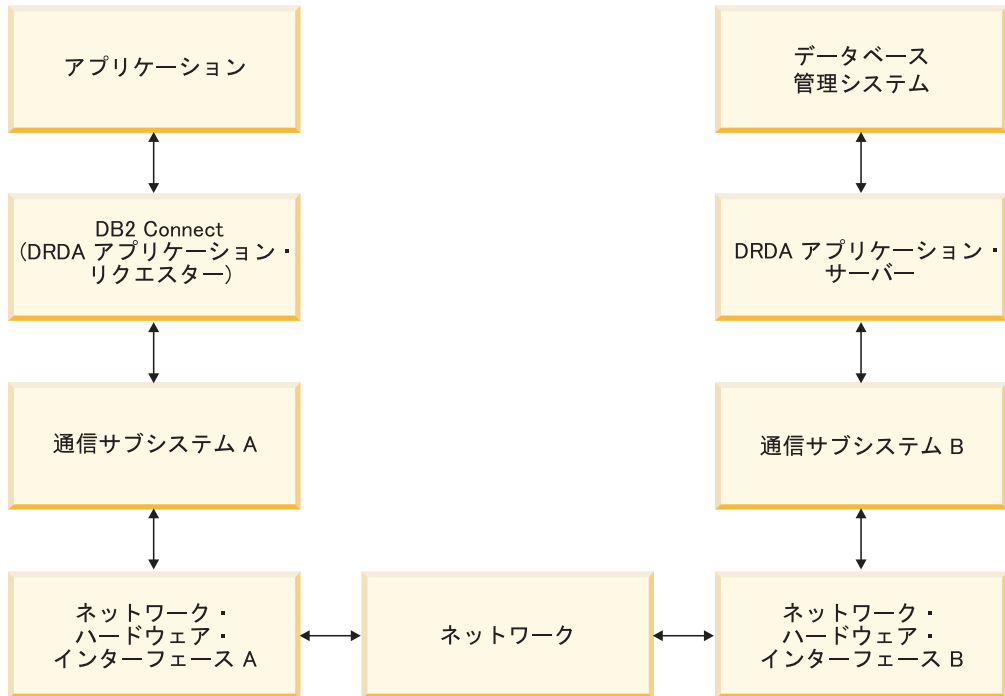 アプリケーション
データベース
管理システム
DB2 Connect
(DRDA アプリケーション・
リクエスター)
DRDA アプリケーション・
サーバー
通信サブシステム A
通信サブシステム B
ネットワーク・
ハードウェア・
インターフェース A
ネットワーク
ネットワーク・
ハードウェア・
インターフェース B